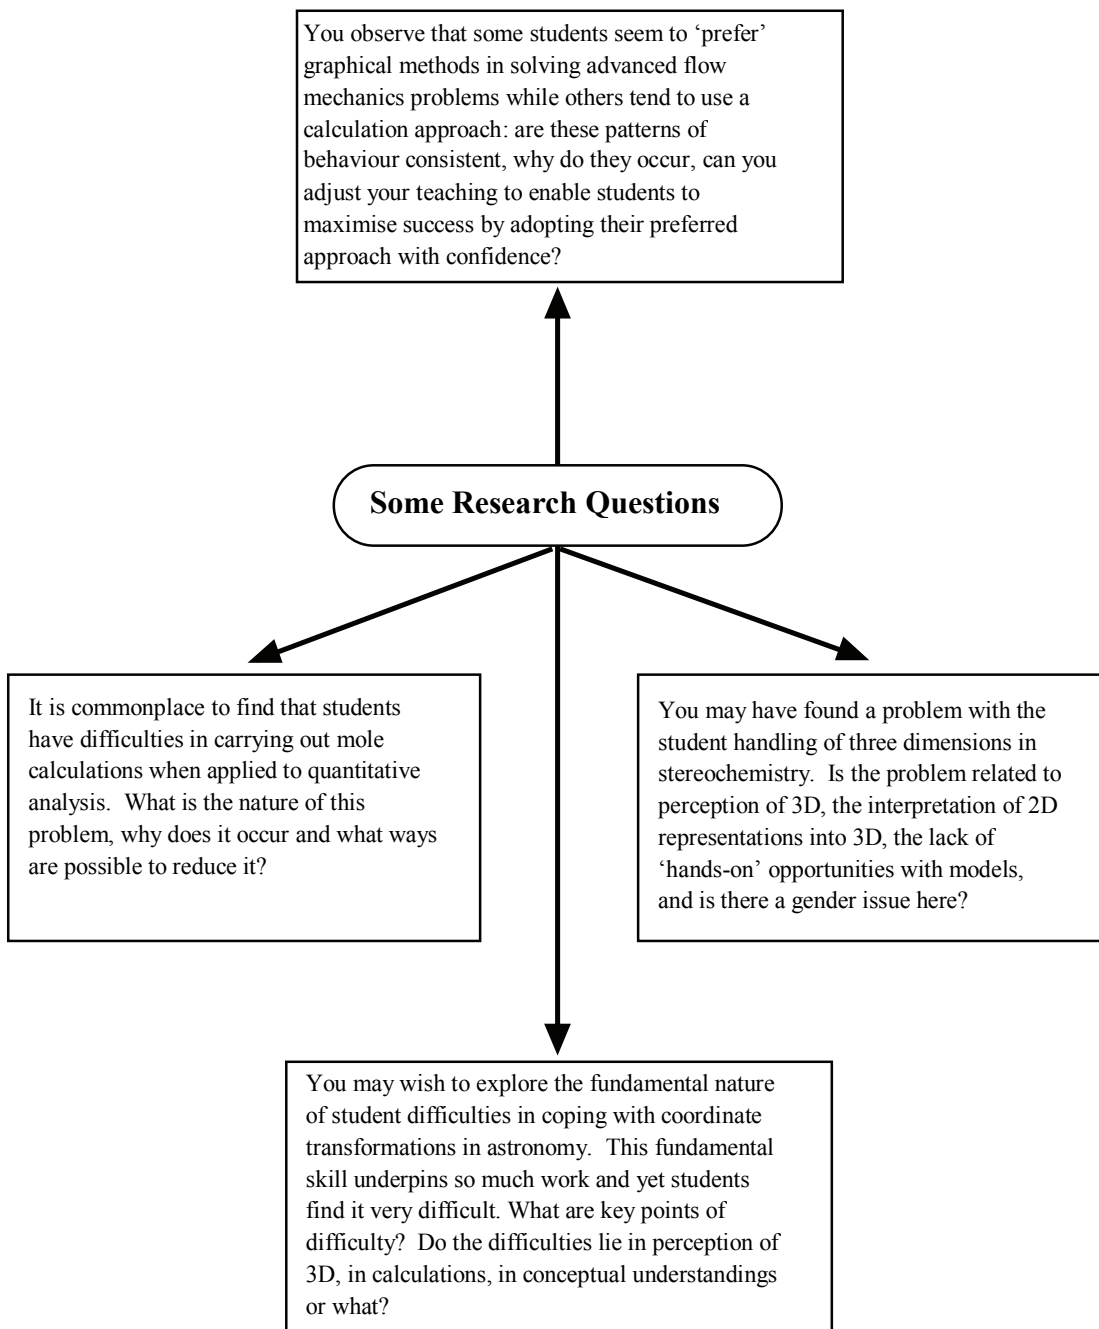 You observe that some students seem to ‘prefer’
graphical methods in solving advanced flow
mechanics problems while others tend to use a
calculation approach: are these patterns of
behaviour consistent, why do they occur, can you
adjust your teaching to enable students to
maximise success by adopting their preferred
approach with confidence?
Some Research Questions
It is commonplace to find that students
have difficulties in carrying out mole
calculations when applied to quantitative
analysis.  What is the nature of this
problem, why does it occur and what ways
are possible to reduce it?
You may have found a problem with the
student handling of three dimensions in
stereochemistry.  Is the problem related to
perception of 3D, the interpretation of 2D
representations into 3D, the lack of
‘hands-on’ opportunities with models,
and is there a gender issue here?
You may wish to explore the fundamental nature
of student difficulties in coping with coordinate
transformations in astronomy.  This fundamental
skill underpins so much work and yet students
find it very difficult. What are key points of
difficulty?  Do the difficulties lie in perception of
3D, in calculations, in conceptual understandings
or what?